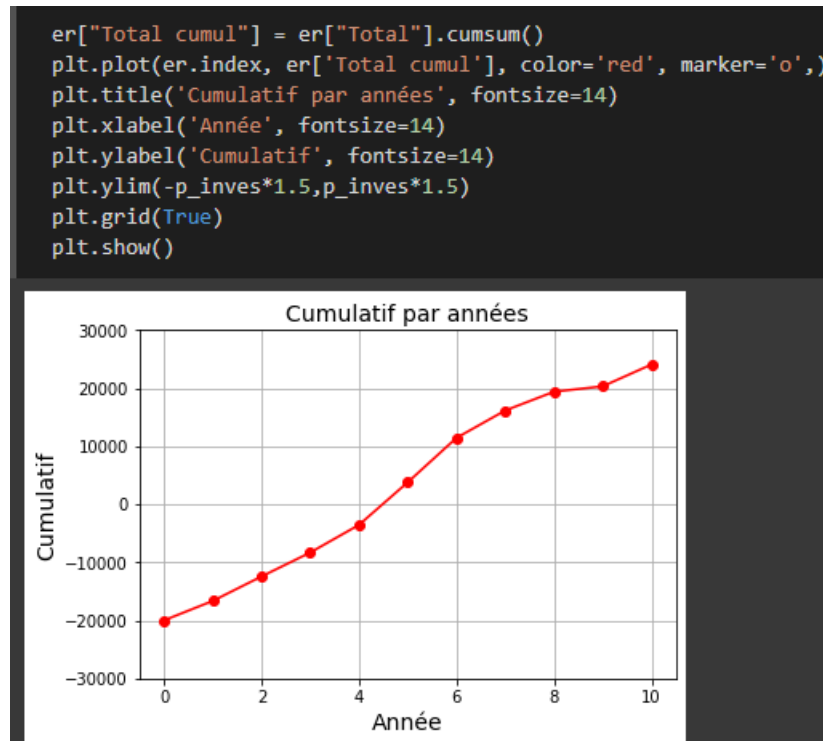 er["Total cumul"] = er["Total"].cumsum()
plt.plot(er.index, er['Total cumul'], color='red', marker='o',)
plt.title('Cumulatif par années', fontsize=14)
plt.xlabel('Année', fontsize=14)
plt.ylabel('Cumulatif', fontsize=14)
plt.ylim(-p_inves*1.5,p_inves*1.5)
plt.grid(True)
plt.show()
Cumulatif par années
30000
20000
10000
0
−10000
−20000
−30000
Cumulatif
0 2 4 6 8 10
Année